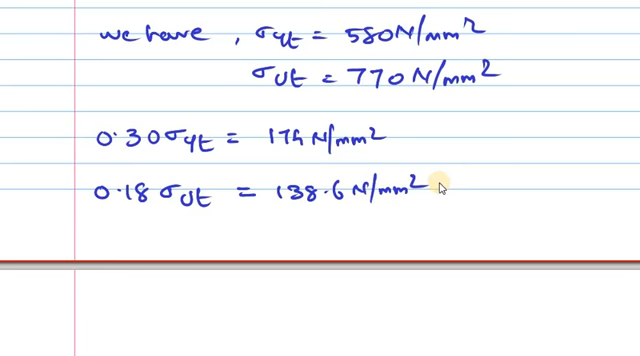 we have , σyt = 580 N/mm²
σut = 770 N/mm²
0.30 σyt = 174 N/mm²
0.18 σut = 138.6 N/mm²